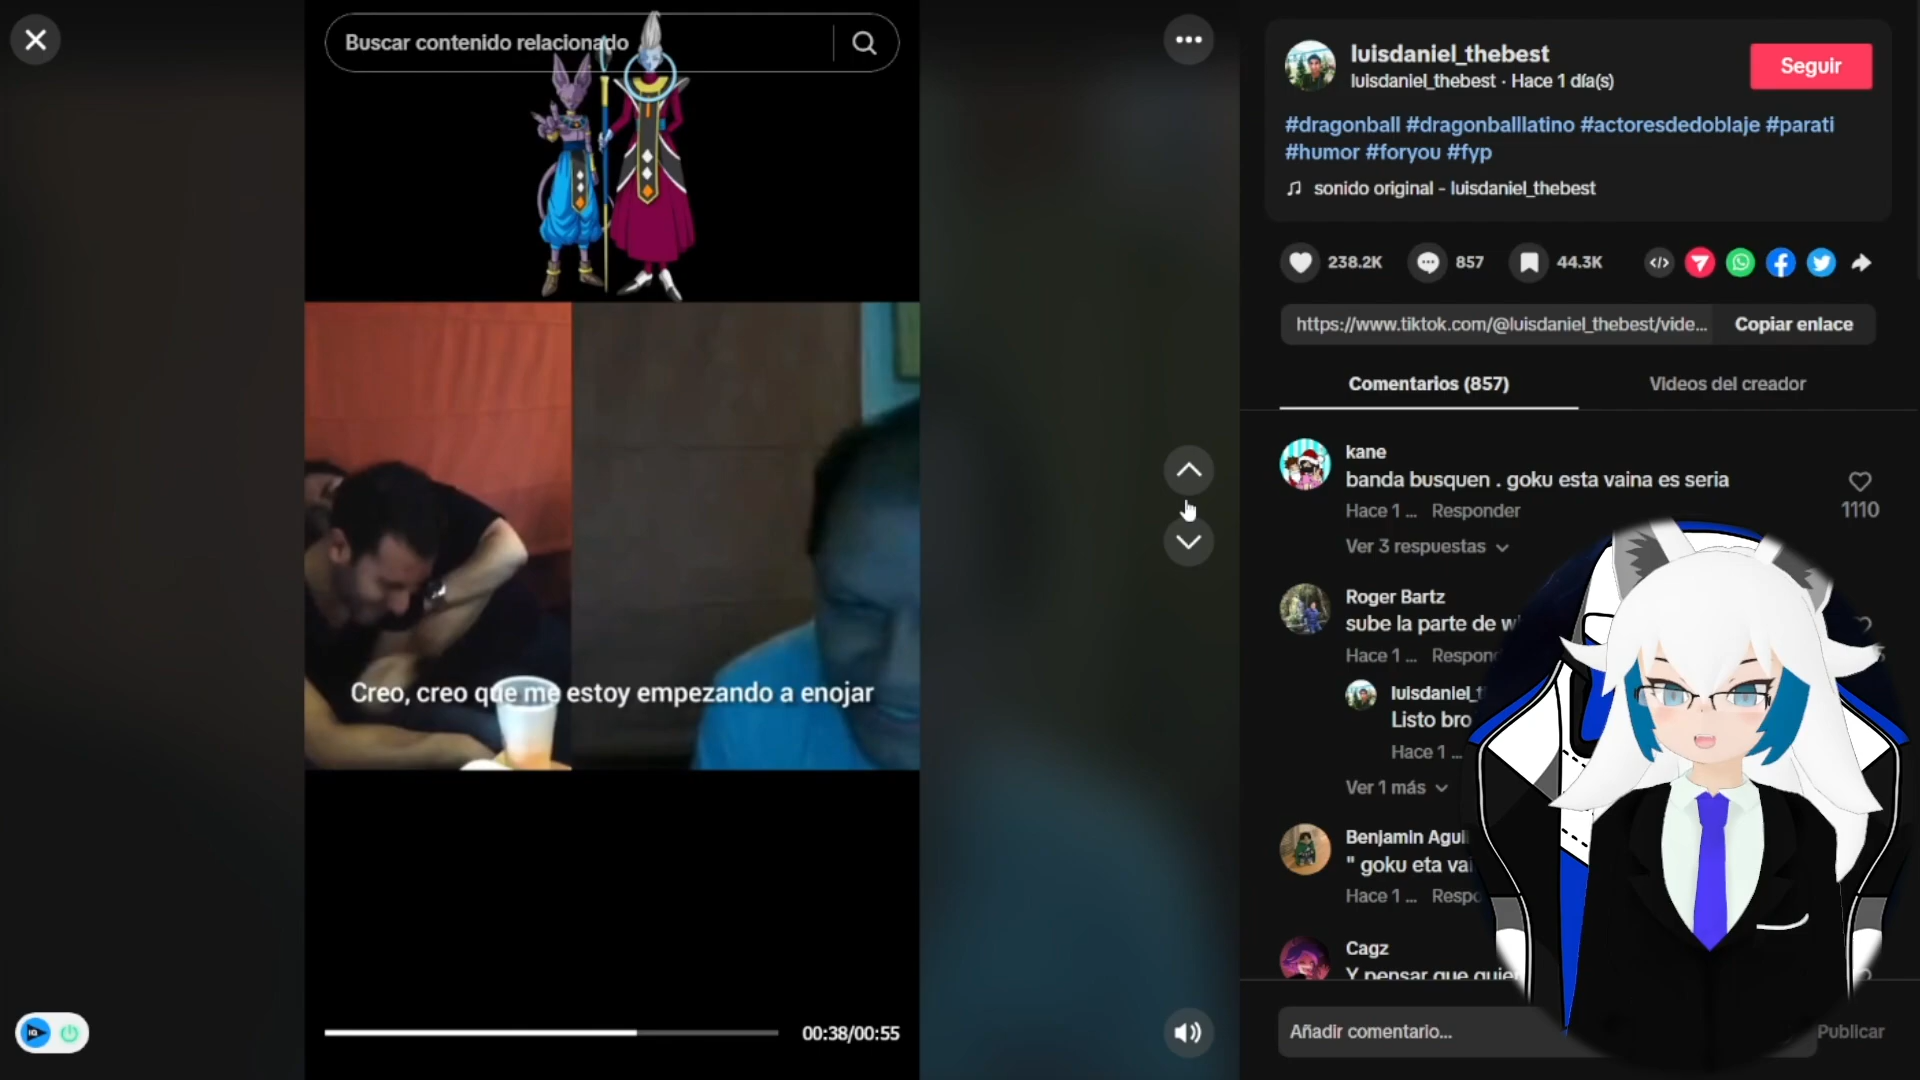 Buscar contenido relacionado
Creo, creo que me estoy empezando a enojar
00:38/00:55
luisdaniel_thebest
luisdaniel_thebest · Hace 1 día(s)
Seguir
#dragonball #dragonballlatino #actoresdedoblaje #parati
#humor #foryou #fyp
sonido original - luisdaniel_thebest
238.2K
857
44.3K
https://www.tiktok.com/@luisdaniel_thebest/vide...
Copiar enlace
Comentarios (857)
Videos del creador
kane
banda busquen . goku esta vaina es seria
1110
Hace 1 ... Responder
Ver 3 respuestas
Roger Bartz
sube la parte de
Hace 1 ...
luisdaniel_
Listo bro
Hace 1 ...
Ver 1 más
Benjamin
" goku eta
Hace 1 ...
Cagz
Y pensar que
Añadir comentario...
Publicar